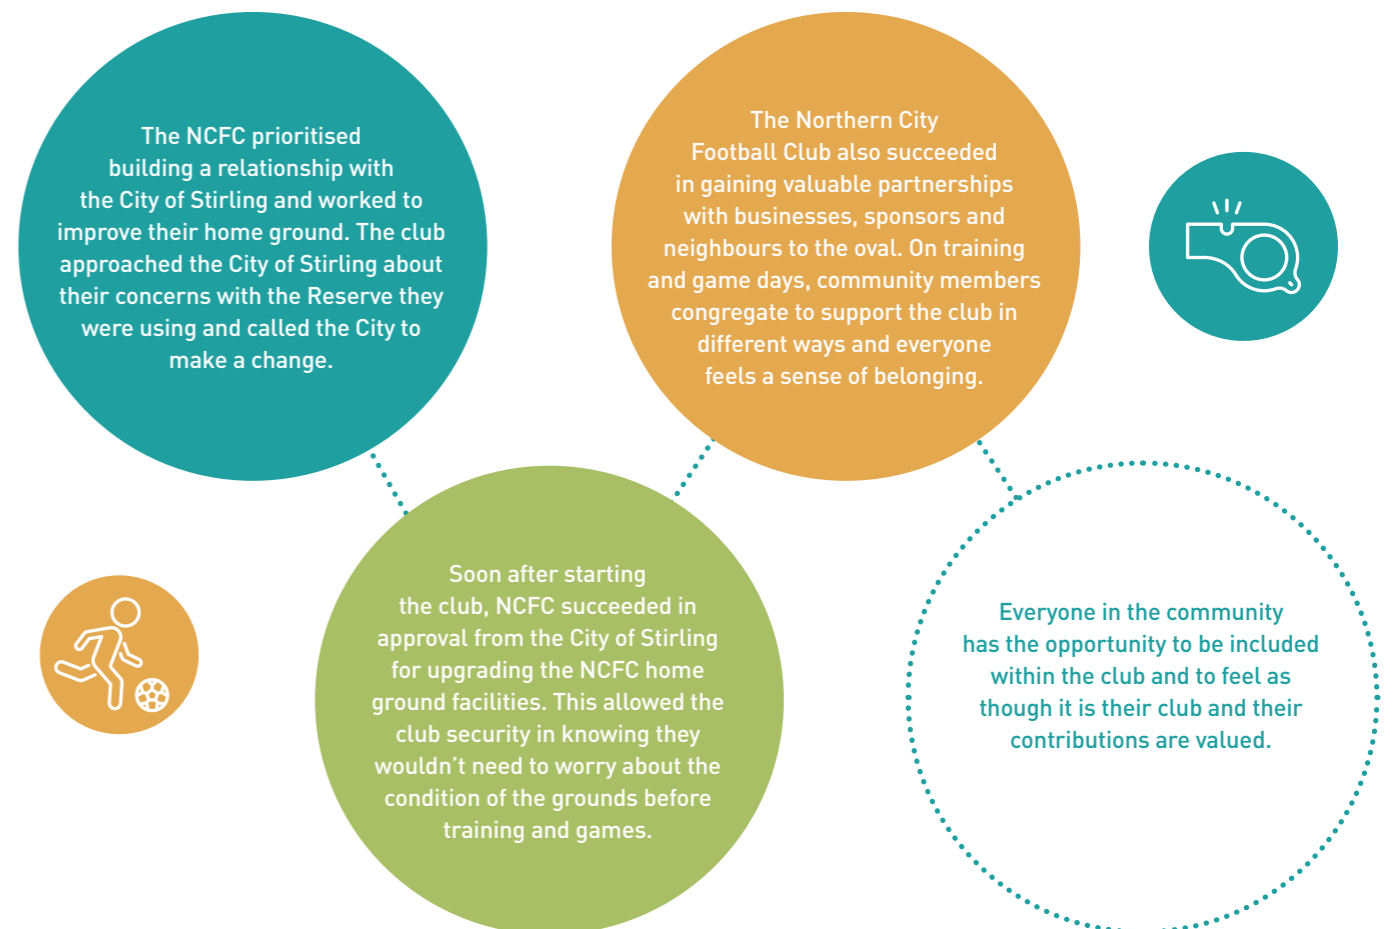 The NCFC prioritised
building a relationship with
the City of Stirling and worked to
improve their home ground. The club
approached the City of Stirling about
their concerns with the Reserve they
were using and called the City to
make a change.
Soon after starting
the club, NCFC succeeded in
approval from the City of Stirling
for upgrading the NCFC home
ground facilities. This allowed the
club security in knowing they
wouldn’t need to worry about the
condition of the grounds before
training and games.
The Northern City
Football Club also succeeded
in gaining valuable partnerships
with businesses, sponsors and
neighbours to the oval. On training
and game days, community members
congregate to support the club in
different ways and everyone
feels a sense of belonging.
Everyone in the community
has the opportunity to be included
within the club and to feel as
though it is their club and their
contributions are valued.